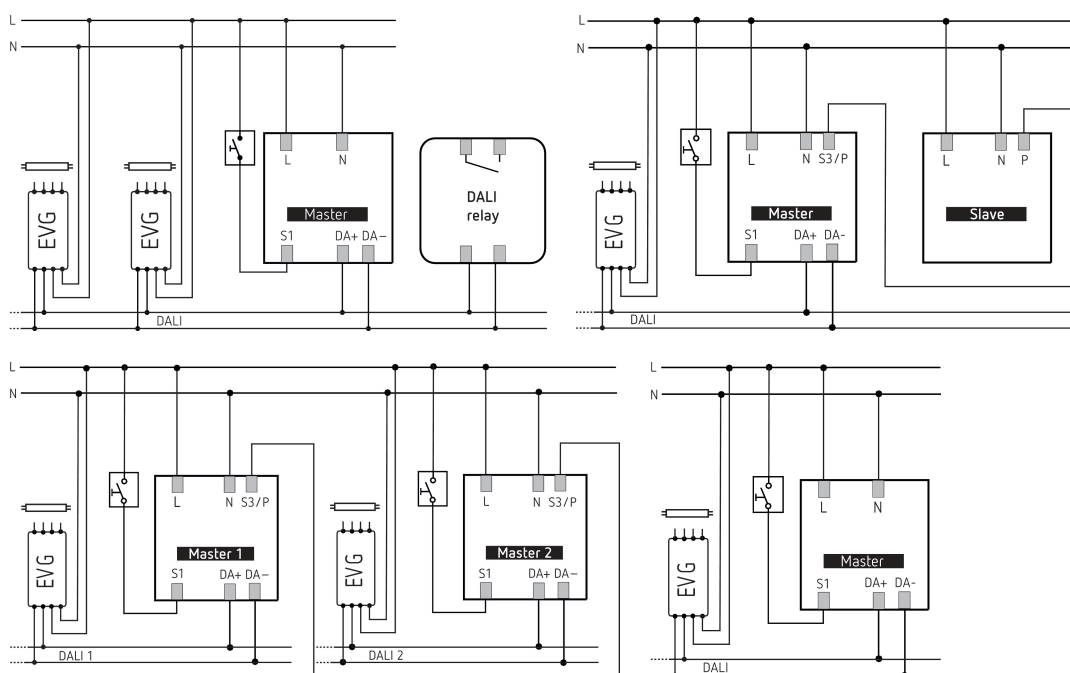 L
N
L N
EVG EVG
Master
S1 DA+ DA−
DALI
relay
DALI
L
N
L N S3/P
L N P
EVG
Master
Slave
S1 DA+ DA-
DALI
L
N
L N S3/P
L N S3/P
EVG
Master 1
S1 DA+ DA−
EVG
Master 2
S1 DA+ DA−
DALI 1
DALI 2
L
N
L N
EVG
Master
S1 DA+ DA-
DALI